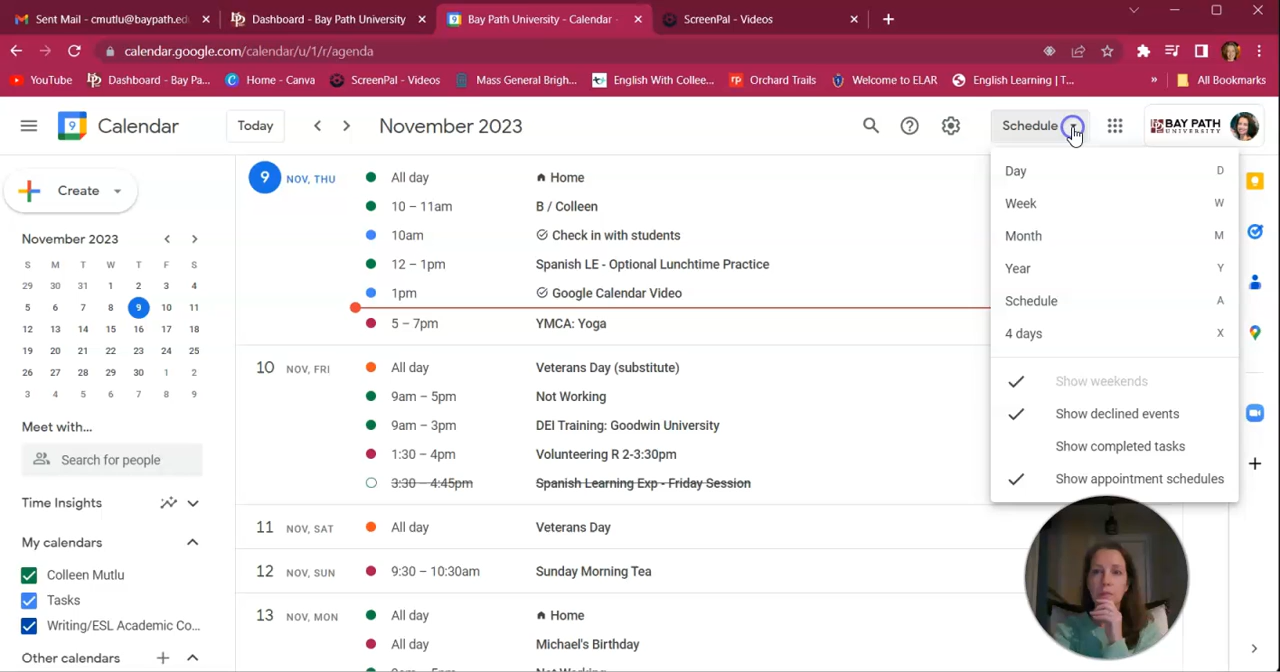 Sent Mail - cmutlu@baypath.ed
Dashboard - Bay Path University
Bay Path University - Calendar -
ScreenPal - Videos
calendar.google.com/calendar/u/1/r/agenda
YouTube
Dashboard - Bay Pa...
Home - Canva
ScreenPal - Videos
Mass General Brigh...
English With Collee...
Orchard Trails
Welcome to ELAR
English Learning | T...
»
All Bookmarks
9 Calendar
Today
November 2023
Schedule
BAY PATH
UNIVERSITY
Create
November 2023
S M T W T F S
29 30 31 1 2 3 4
5 6 7 8 9 10 11
12 13 14 15 16 17 18
19 20 21 22 23 24 25
26 27 28 29 30 1 2
3 4 5 6 7 8 9
Meet with...
Search for people
Time Insights
My calendars
Colleen Mutlu
Tasks
Writing/ESL Academic Co...
Other calendars
9 NOV, THU
All day Home
10 – 11am B / Colleen
10am Check in with students
12 – 1pm Spanish LE - Optional Lunchtime Practice
1pm Google Calendar Video
5 – 7pm YMCA: Yoga
10 NOV, FRI
All day Veterans Day (substitute)
9am – 5pm Not Working
9am – 3pm DEI Training: Goodwin University
1:30 – 4pm Volunteering R 2-3:30pm
3:30 – 4:45pm Spanish Learning Exp - Friday Session
11 NOV, SAT All day Veterans Day
12 NOV, SUN 9:30 – 10:30am Sunday Morning Tea
13 NOV, MON All day Home
All day Michael's Birthday
Not Working
Day D
Week W
Month M
Year Y
Schedule A
4 days X
Show weekends
Show declined events
Show completed tasks
Show appointment schedules